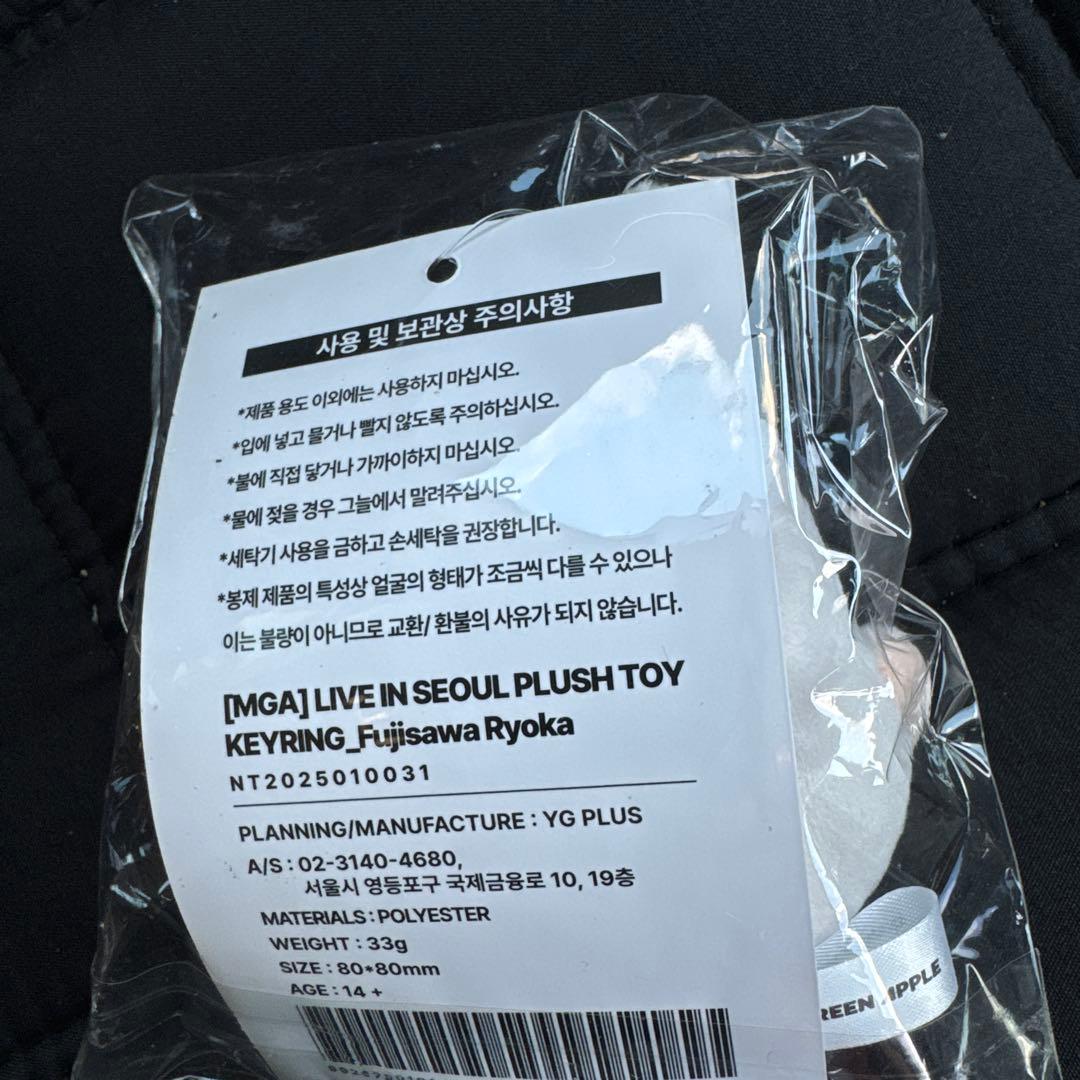 사용 및 보관상 주의사항
*제품 용도 이외에는 사용하지 마십시오.
*입에 넣고 물거나 빨지 않도록 주의하십시오.
*불에 직접 닿거나 가까이하지 마십시오.
*물에 젖을 경우 그늘에서 말려주십시오.
*세탁기 사용을 금하고 손세탁을 권장합니다.
*봉제 제품의 특성상 얼굴의 형태가 조금씩 다를 수 있으나
이는 불량이 아니므로 교환/ 환불의 사유가 되지 않습니다.
[MGA] LIVE IN SEOUL PLUSH TOY
KEYRING_Fujisawa Ryoka
NT2025010031
PLANNING/MANUFACTURE : YG PLUS
A/S : 02-3140-4680,
서울시 영등포구 국제금융로 10, 19층
MATERIALS : POLYESTER
WEIGHT : 33g
SIZE : 80*80mm
AGE : 14 +
REEN APPLE